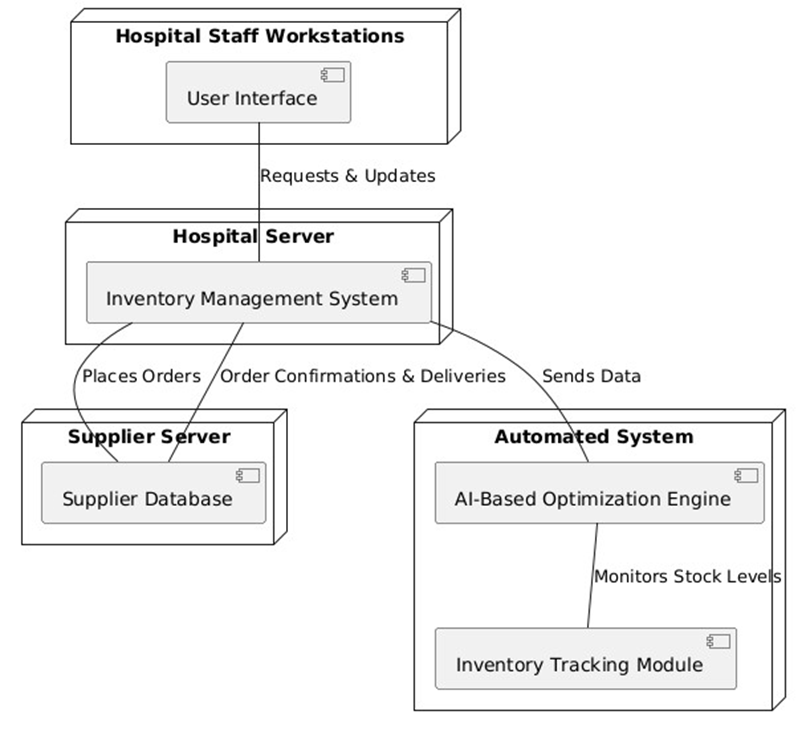 Hospital Staff Workstations
User Interface
Requests & Updates
Hospital Server
Inventory Management System
Places Orders
Order Confirmations & Deliveries
Sends Data
Supplier Server
Automated System
Supplier Database
AI-Based Optimization Engine
Monitors Stock Levels
Inventory Tracking Module